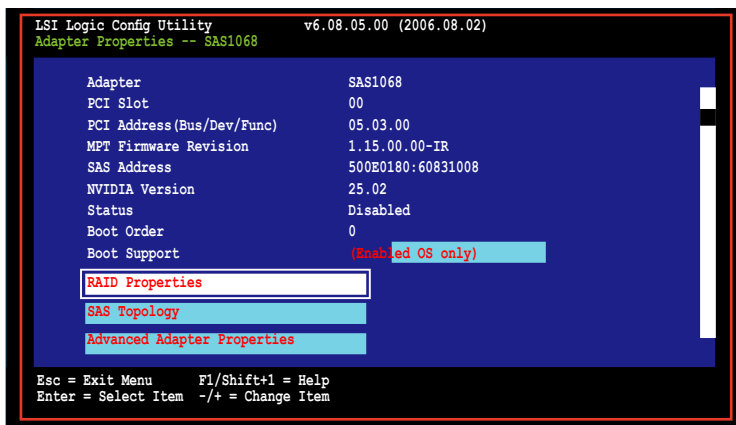 LSI Logic Config Utility v6.08.05.00 (2006.08.02)
Adapter Properties -- SAS1068
Adapter SAS1068
PCI Slot 00
PCI Address(Bus/Dev/Func) 05.03.00
MPT Firmware Revision 1.15.00.00-IR
SAS Address 500E0180:60831008
NVIDIA Version 25.02
Status Disabled
Boot Order 0
Boot Support (Enabled OS only)
RAID Properties
SAS Topology
Advanced Adapter Properties
Esc = Exit Menu F1/Shift+1 = Help
Enter = Select Item -/+ = Change Item